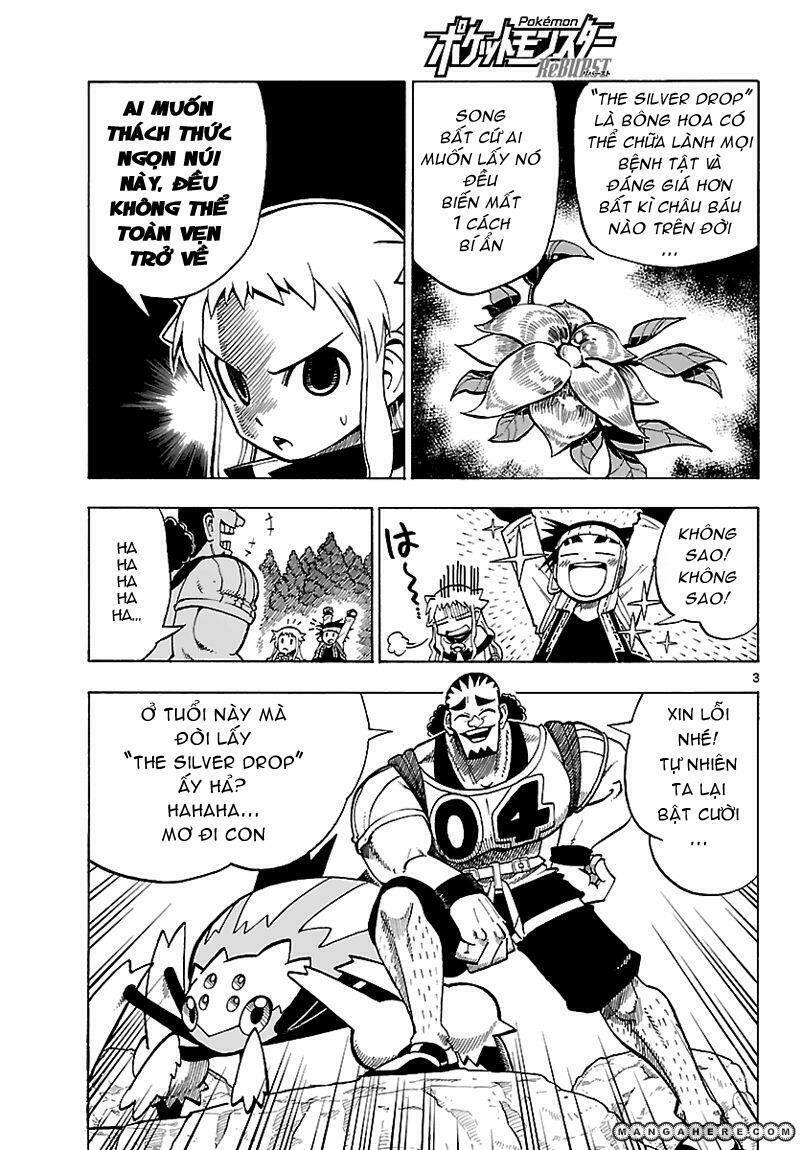 Pokémon
ポケットモンスター
ReBURST
"THE SILVER DROP"
LÀ BÔNG HOA CÓ
THỂ CHỮA LÀNH MỌI
BỆNH TẬT VÀ
ĐÁNG GIÁ HƠN
BẤT KÌ CHÂU BÁU
NÀO TRÊN ĐỜI
...
SONG
BẤT CỨ AI
MUỐN LẤY NÓ
ĐỀU
BIẾN MẤT
1 CÁCH
BÍ ẨN
AI MUỐN
THÁCH THỨC
NGỌN NÚI
NÀY, ĐỀU
KHÔNG THỂ
TOÀN VẸN
TRỞ VỀ
KHÔNG
SAO!
KHÔNG
SAO!
は〜
HA
HA
HA
HA
HA...
3
XIN LỖI
NHÉ!
TỰ NHIÊN
TA LẠI
BẬT CƯỜI
...
Ở TUỔI NÀY MÀ
ĐÒI LẤY
"THE SILVER DROP"
ẤY HẢ?
HAHAHA...
MƠ ĐI CON
04
MANGAHERE.COM